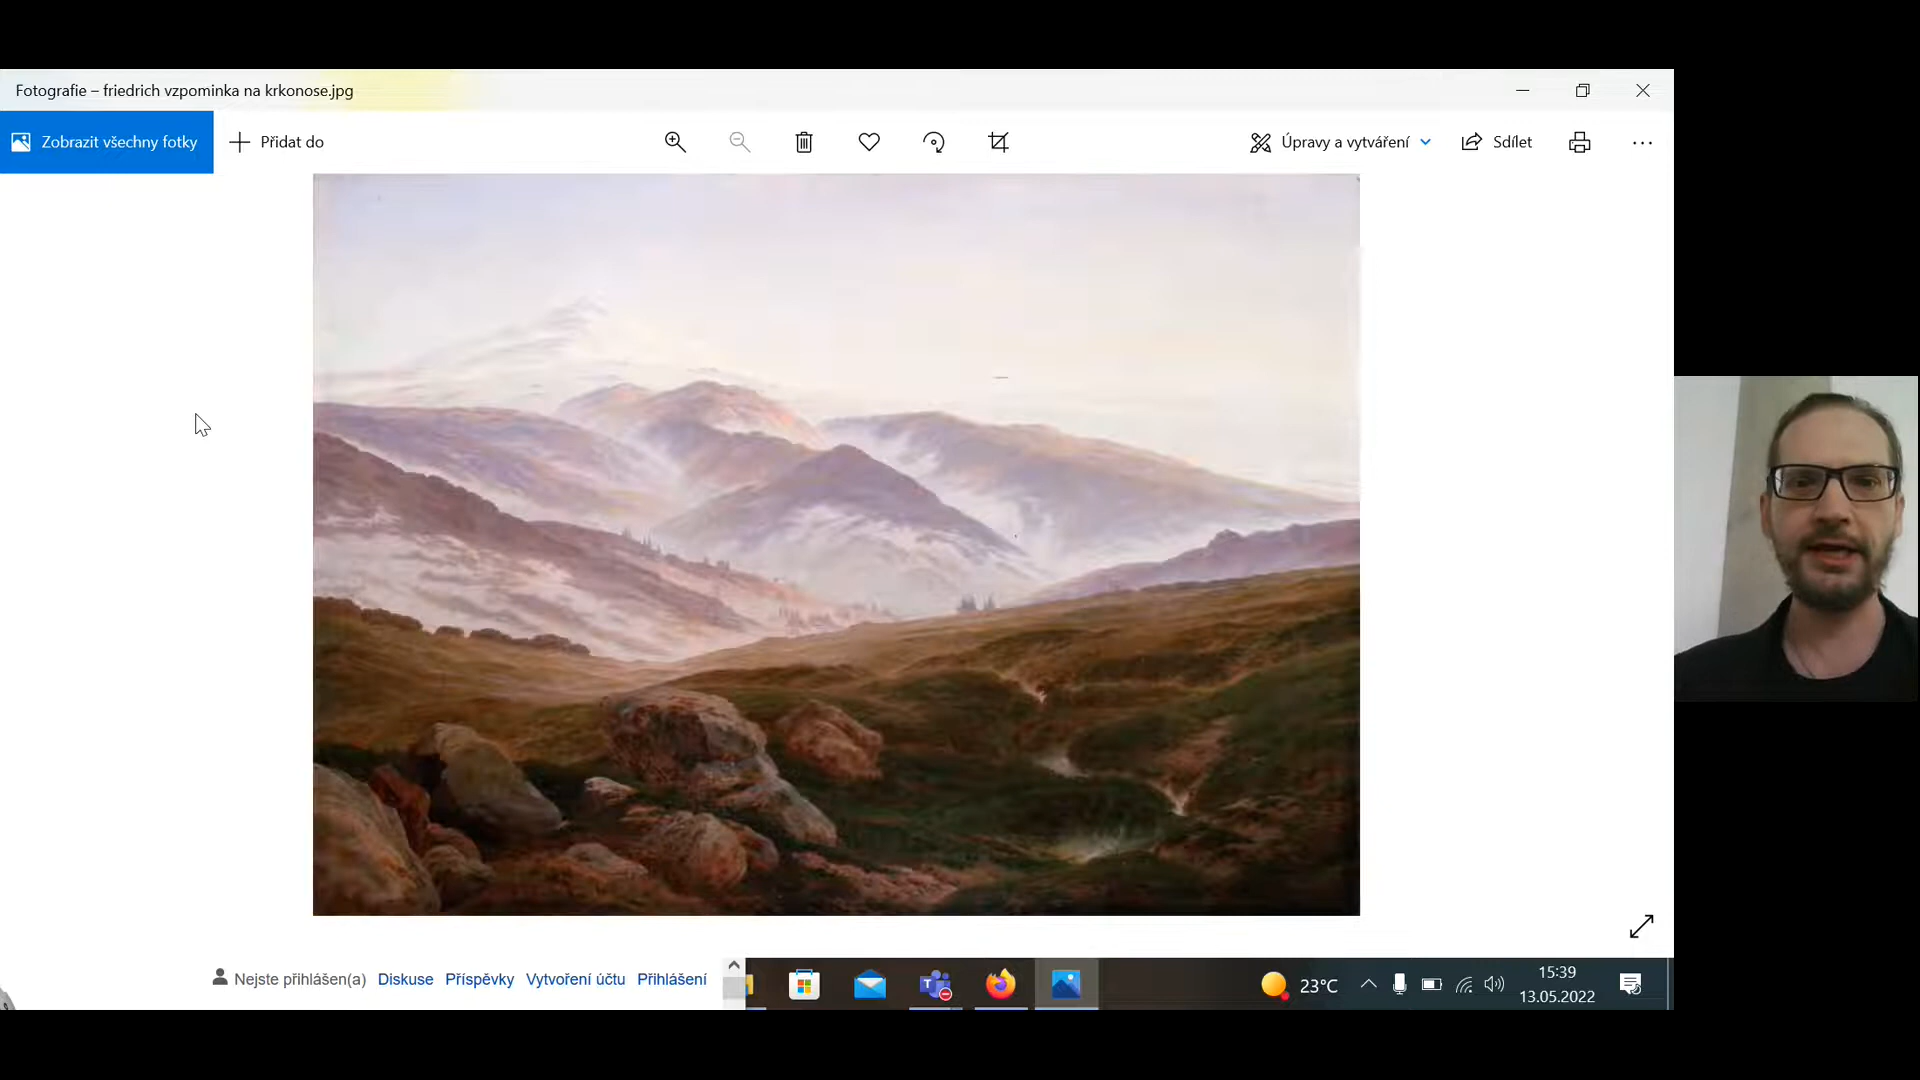 Fotografie – friedrich vzpominka na krkonose.jpg
Zobrazit všechny fotky
Přidat do
Úpravy a vytváření
Sdílet
Nejste přihlášen(a) Diskuse Příspěvky Vytvoření účtu Přihlášení
23°C
15:39
13.05.2022